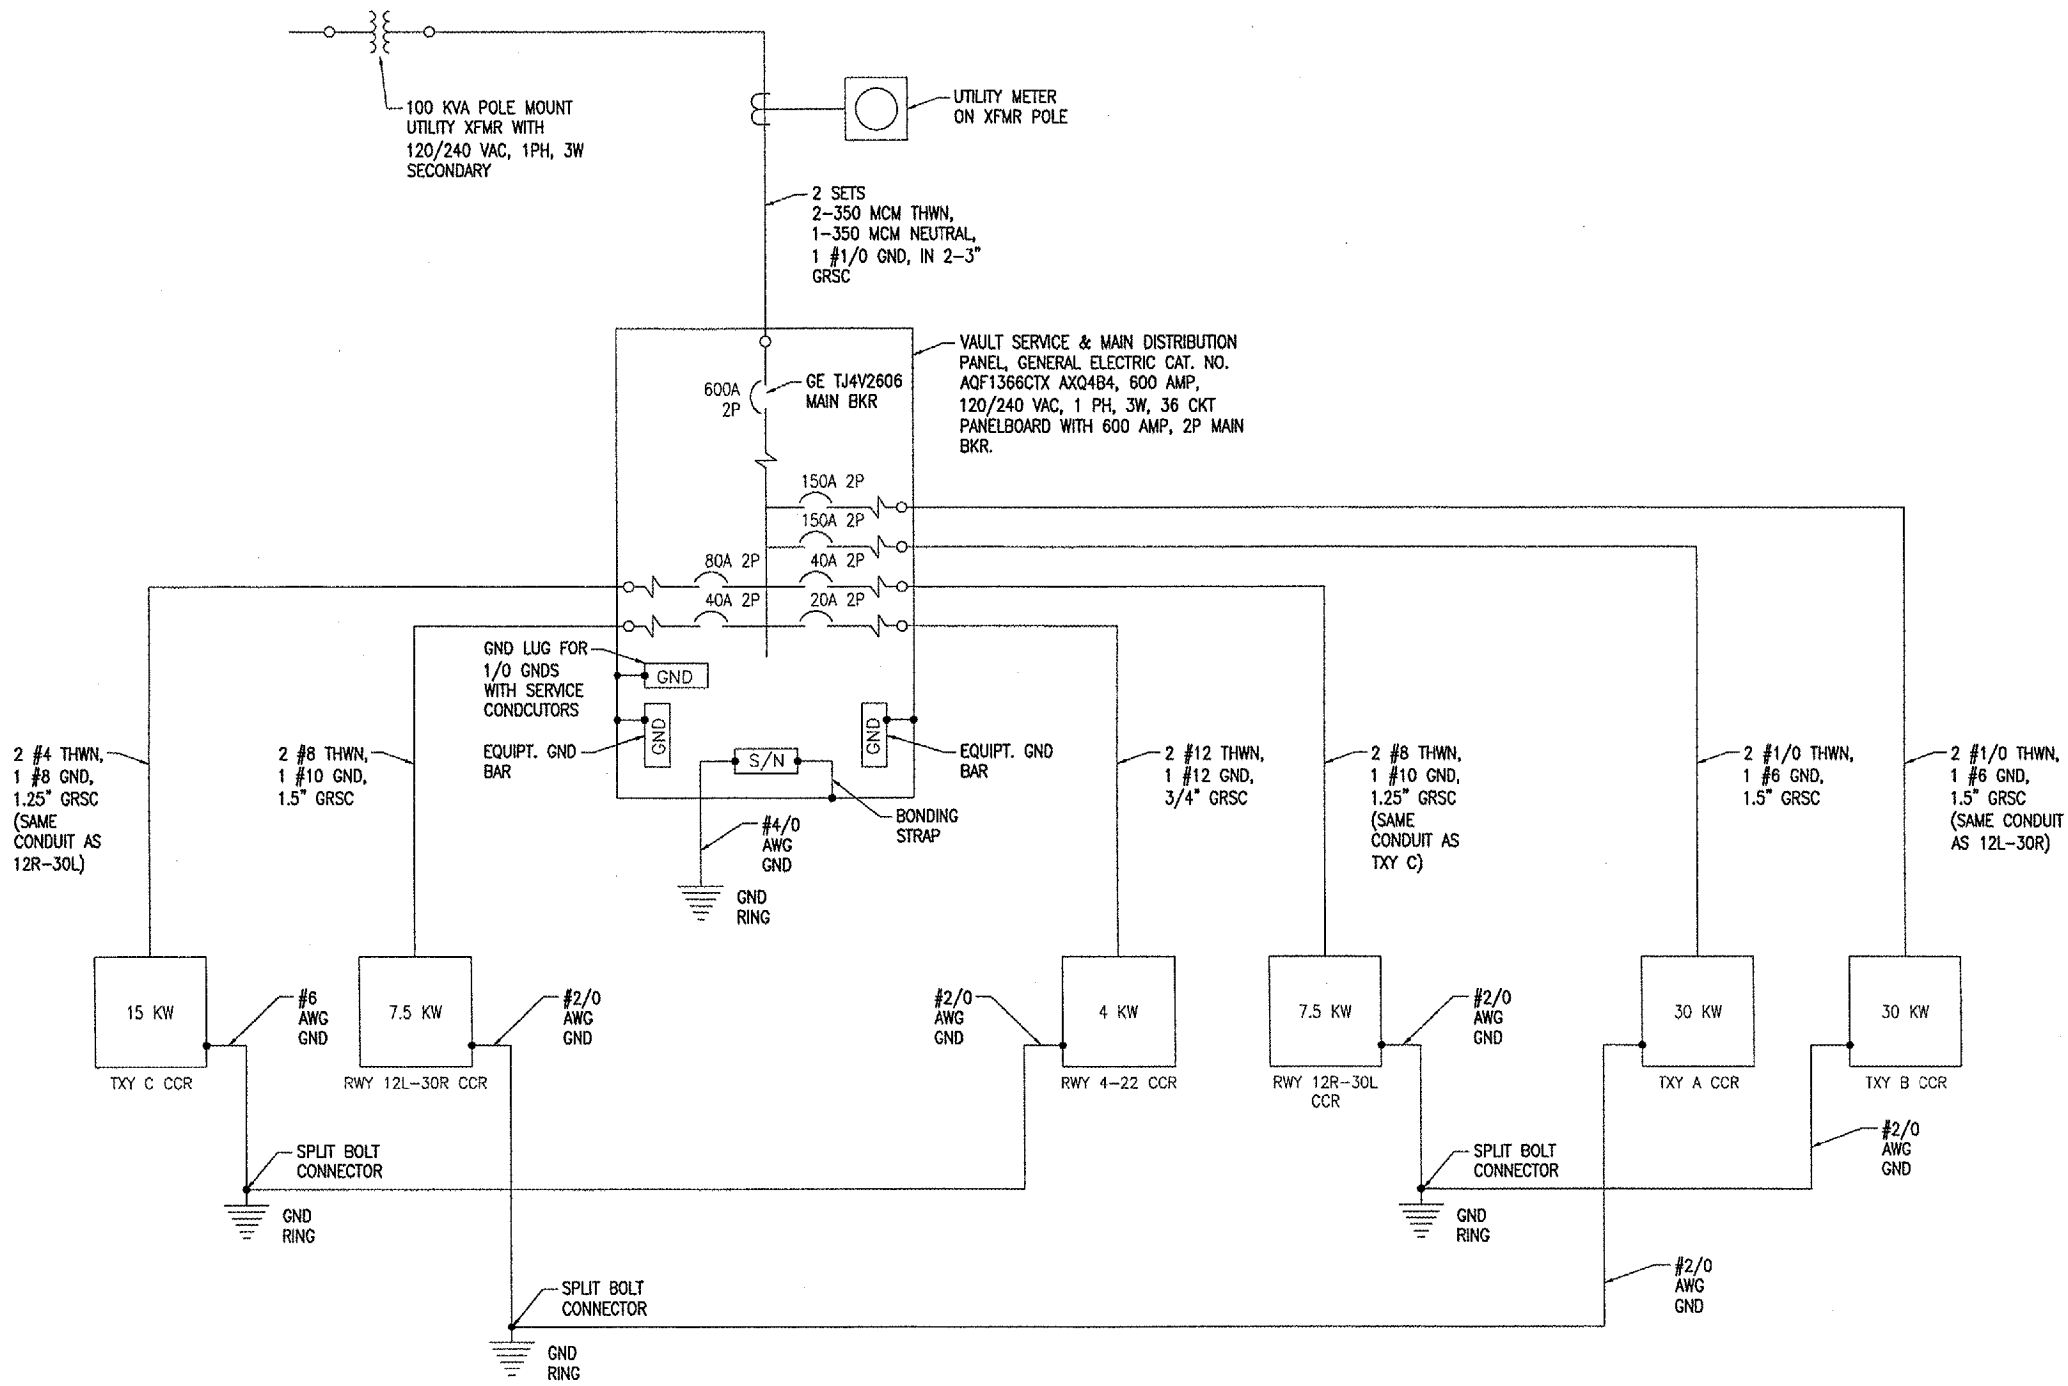 100 KVA POLE MOUNT
UTILITY XFMR WITH
120/240 VAC, 1PH, 3W
SECONDARY
UTILITY METER
ON XFMR POLE
2 SETS
2-350 MCM THWN,
1-350 MCM NEUTRAL,
1 #1/0 GND, IN 2-3"
GRSC
VAULT SERVICE & MAIN DISTRIBUTION
PANEL, GENERAL ELECTRIC CAT. NO.
AQF1366CTX AXQ4B4, 600 AMP,
120/240 VAC, 1 PH, 3W, 36 CKT
PANELBOARD WITH 600 AMP, 2P MAIN
BKR.
600A
2P
GE TJ4V2606
MAIN BKR
150A 2P
150A 2P
80A 2P
40A 2P
40A 2P
20A 2P
GND LUG FOR
1/0 GNDS
WITH SERVICE
CONDCUTORS
GND
GND
EQUIPT. GND
BAR
S/N
GND
EQUIPT. GND
BAR
BONDING
STRAP
#4/0
AWG
GND
GND
RING
2 #4 THWN,
1 #8 GND,
1.25" GRSC
(SAME
CONDUIT AS
12R-30L)
2 #8 THWN,
1 #10 GND,
1.5" GRSC
2 #12 THWN,
1 #12 GND,
3/4" GRSC
2 #8 THWN,
1 #10 GND,
1.25" GRSC
(SAME
CONDUIT AS
TXY C)
2 #1/0 THWN,
1 #6 GND,
1.5" GRSC
2 #1/0 THWN,
1 #6 GND,
1.5" GRSC
(SAME CONDUIT
AS 12L-30R)
15 KW
TXY C CCR
#6
AWG
GND
7.5 KW
RWY 12L-30R CCR
#2/0
AWG
GND
#2/0
AWG
GND
4 KW
RWY 4-22 CCR
7.5 KW
RWY 12R-30L
CCR
#2/0
AWG
GND
30 KW
TXY A CCR
30 KW
TXY B CCR
SPLIT BOLT
CONNECTOR
GND
RING
SPLIT BOLT
CONNECTOR
GND
RING
#2/0
AWG
GND
SPLIT BOLT
CONNECTOR
GND
RING
#2/0
AWG
GND